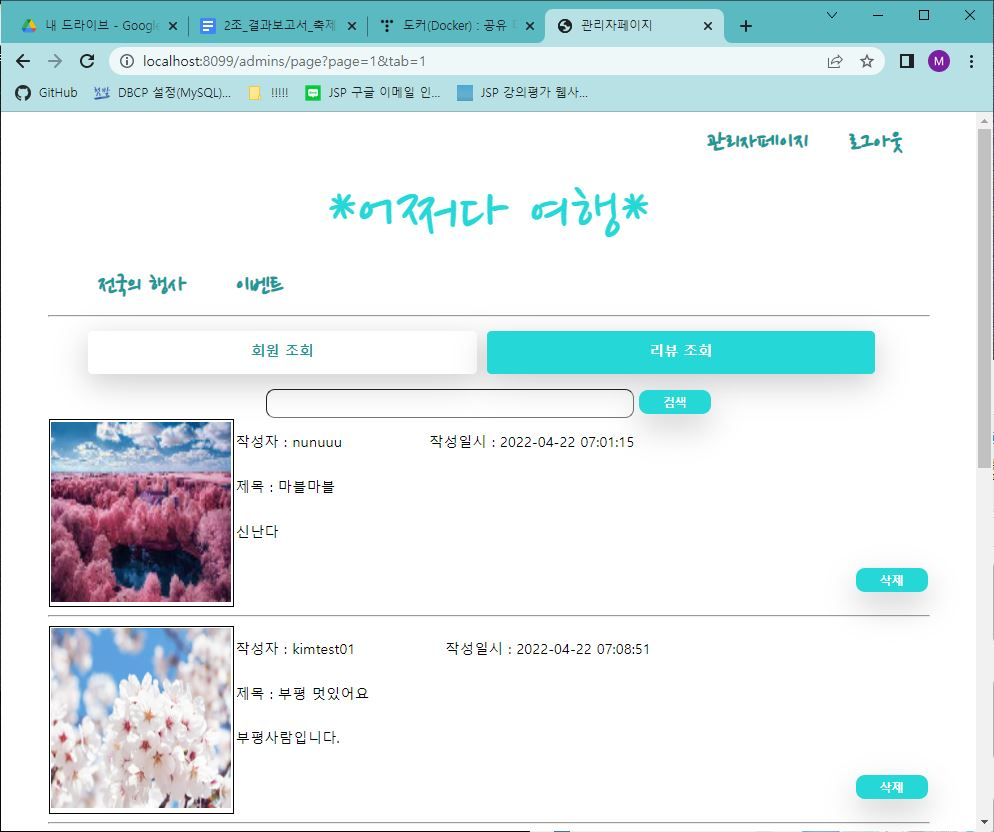 내 드라이브 - Google
2조_결과보고서_축제
도커(Docker) : 공유
관리자페이지
localhost:8099/admins/page?page=1&tab=1
M
GitHub
DBCP 설정(MySQL)...
!!!!!
JSP 구글 이메일 인...
JSP 강의평가 웹사...
관리자페이지
로그아웃
*어쩌다 여행*
전국의 행사
이벤트
회원 조회
리뷰 조회
검색
작성자 : nunuuu 작성일시 : 2022-04-22 07:01:15
제목 : 마블마블
신난다
삭제
작성자 : kimtest01 작성일시 : 2022-04-22 07:08:51
제목 : 부평 멋있어요
부평사람입니다.
삭제